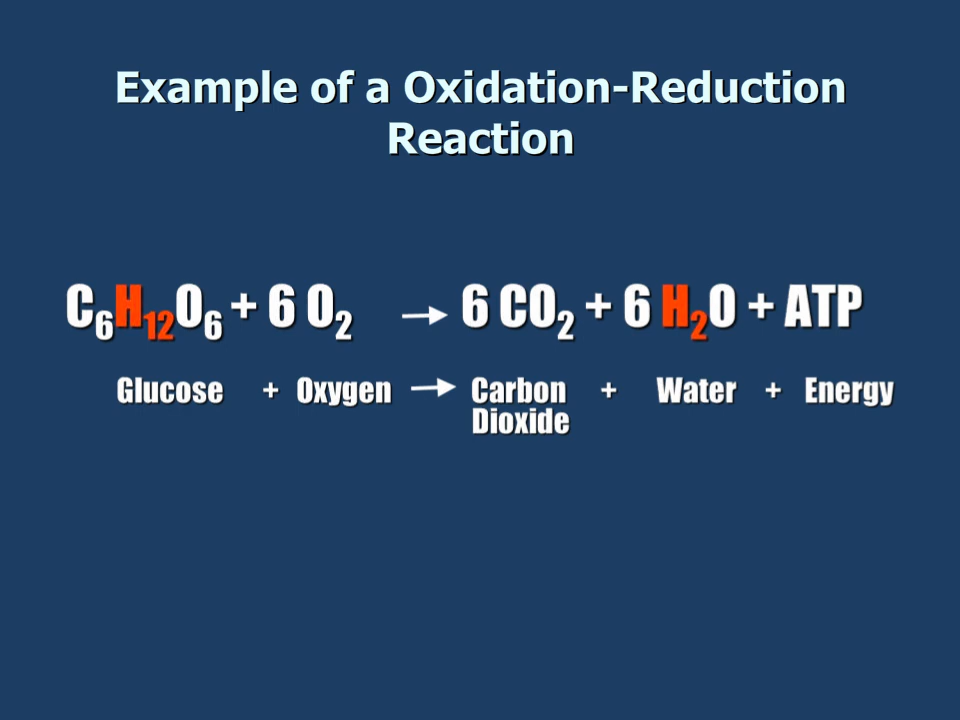 Example of a Oxidation-Reduction
Reaction
C₆H₁₂O₆ + 6 O₂ → 6 CO₂ + 6 H₂O + ATP
Glucose + Oxygen → Carbon + Water + Energy
Dioxide